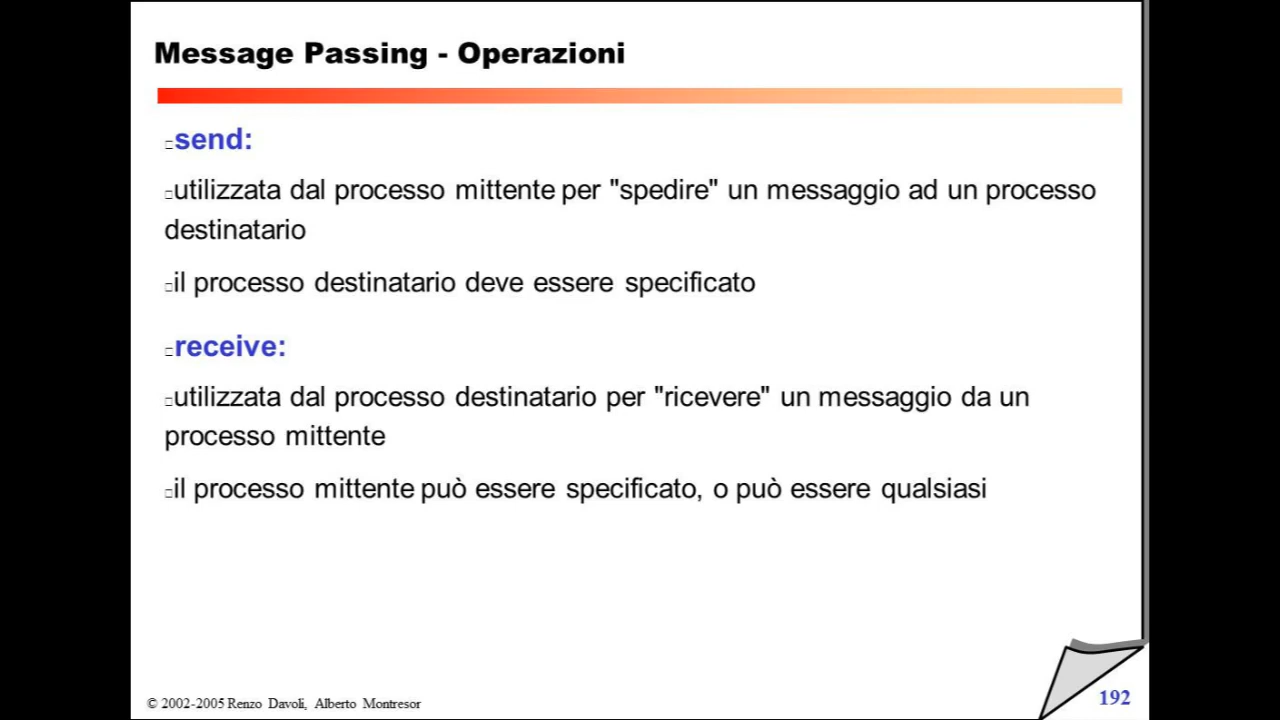 Message Passing - Operazioni
send:
utilizzata dal processo mittente per "spedire" un messaggio ad un processo
destinatario
il processo destinatario deve essere specificato
receive:
utilizzata dal processo destinatario per "ricevere" un messaggio da un
processo mittente
il processo mittente può essere specificato, o può essere qualsiasi
© 2002-2005 Renzo Davoli, Alberto Montresor
192